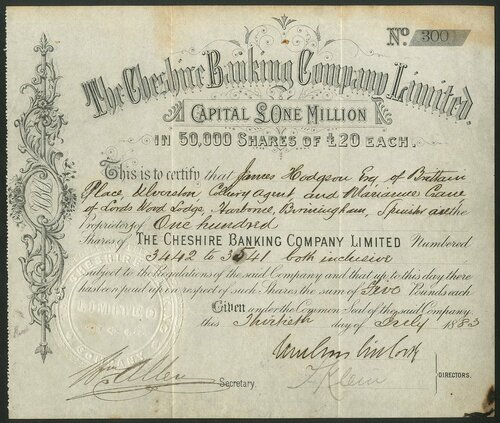 No. 300
The Cheshire Banking Company Limited.
CAPITAL £ONE MILLION
IN 50,000 SHARES OF £20 EACH.
This is to certify that James Hodgson Esq of Brittain
Place Ulverston Colliery Agent, and Marianne Crane
of Lords Wood Lodge, Harborne, Birmingham, Spinster are the
Proprietors of One hundred
Shares of THE CHESHIRE BANKING COMPANY LIMITED Numbered
3442 to 3541 both inclusive
subject to the Regulations of the said Company and that up to this day there
has been paid up in respect of such Shares the sum of Five Pounds each
Given under the Common Seal of the said Company
this Thirtieth day of July 1883
Wm Allen
Secretary.
DIRECTORS.
LIMITED